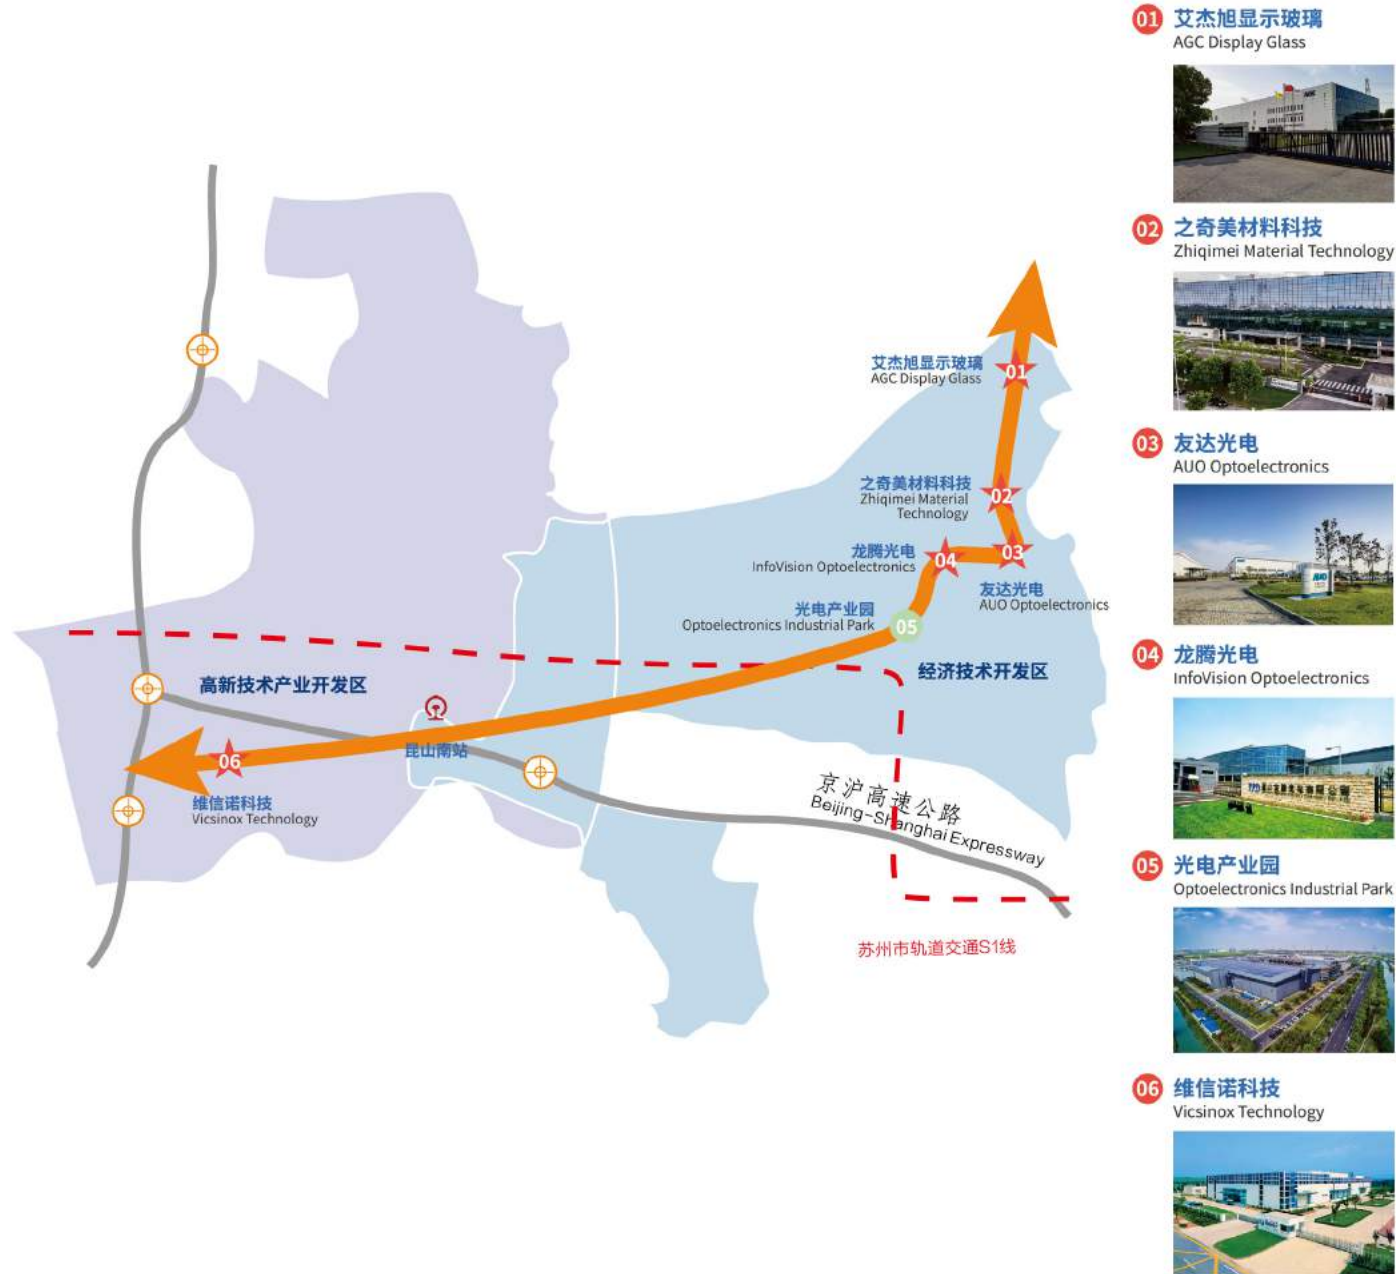 01
艾杰旭显示玻璃
AGC Display Glass
02
之奇美材料科技
Zhiqimei Material Technology
03
友达光电
AUO Optoelectronics
04
龙腾光电
InfoVision Optoelectronics
05
光电产业园
Optoelectronics Industrial Park
06
维信诺科技
Vicsinox Technology
艾杰旭显示玻璃
AGC Display Glass
01
之奇美材料科技
Zhiqimei Material
Technology
02
龙腾光电
InfoVision Optoelectronics
04
03
友达光电
AUO Optoelectronics
光电产业园
Optoelectronics Industrial Park
05
高新技术产业开发区
经济技术开发区
昆山南站
06
维信诺科技
Vicsinox Technology
京沪高速公路
Beijing-Shanghai Expressway
苏州市轨道交通S1线
AUO